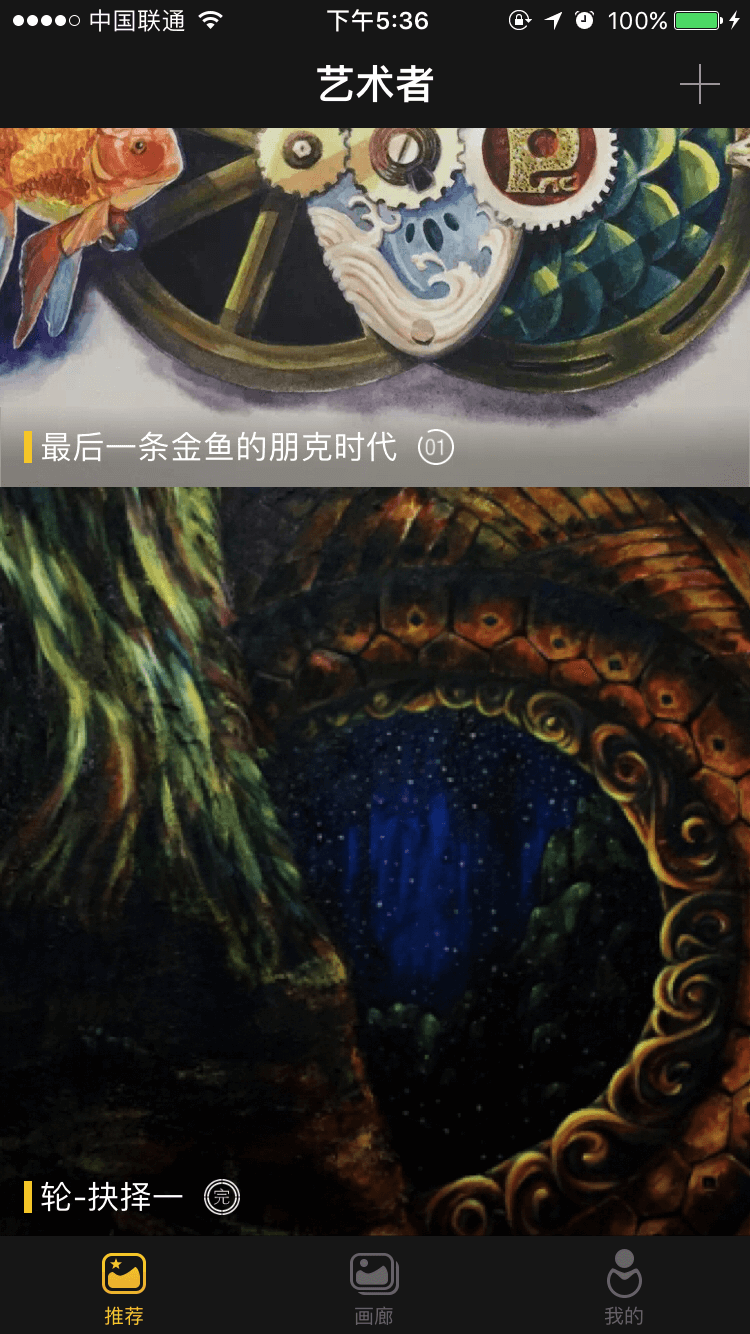 中国联通 下午5:36 100%
艺术者
最后一条金鱼的朋克时代 01
轮-抉择一 完
推荐 画廊 我的